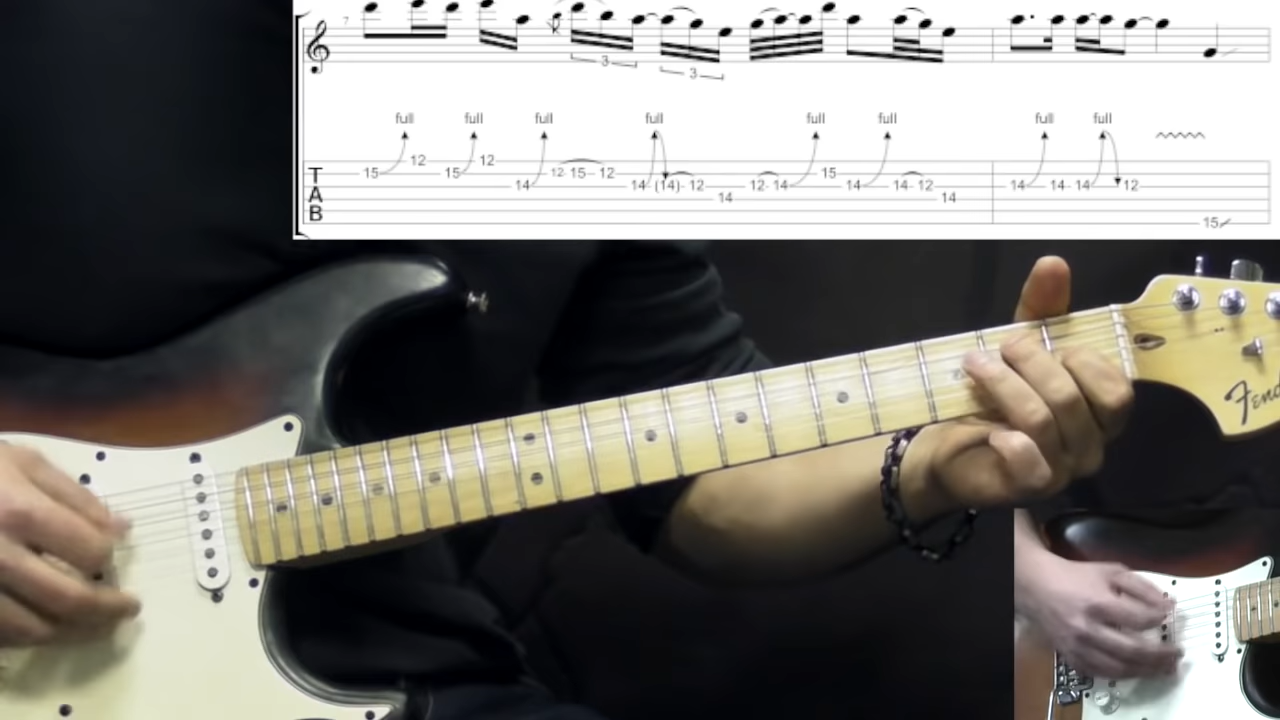 7
3
3
full full full full full full full full
12 12
15 15 12 15 12 15
14 14 (14) 12 12 14 14 14 12 14 14 14 12
14 14
15
T
A
B
Fend